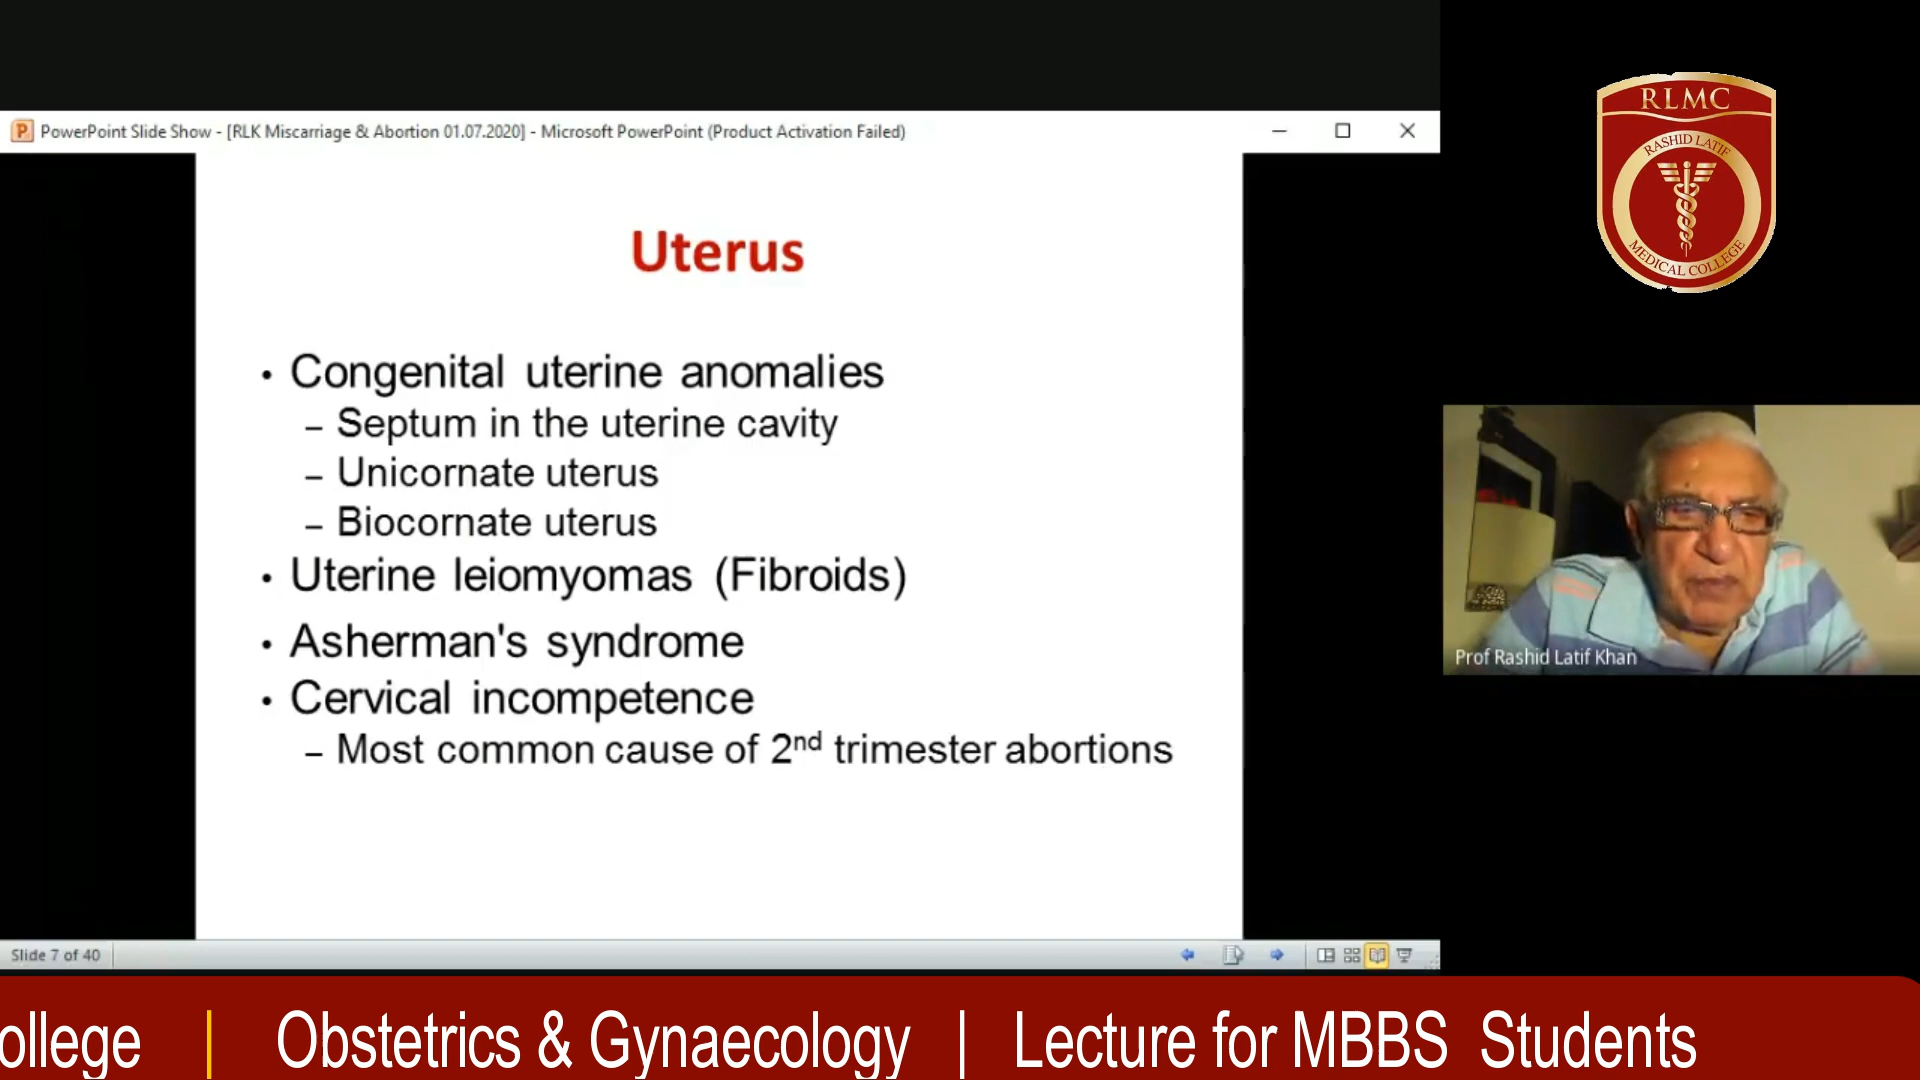 PowerPoint Slide Show - [RLK Miscarriage & Abortion 01.07.2020] - Microsoft PowerPoint (Product Activation Failed)
Uterus
• Congenital uterine anomalies
– Septum in the uterine cavity
– Unicornate uterus
– Biocornate uterus
• Uterine leiomyomas (Fibroids)
• Asherman's syndrome
• Cervical incompetence
– Most common cause of 2nd trimester abortions
Slide 7 of 40
RLMC
RASHID LATIF
MEDICAL COLLEGE
Prof Rashid Latif Khan
ollege | Obstetrics & Gynaecology | Lecture for MBBS Students